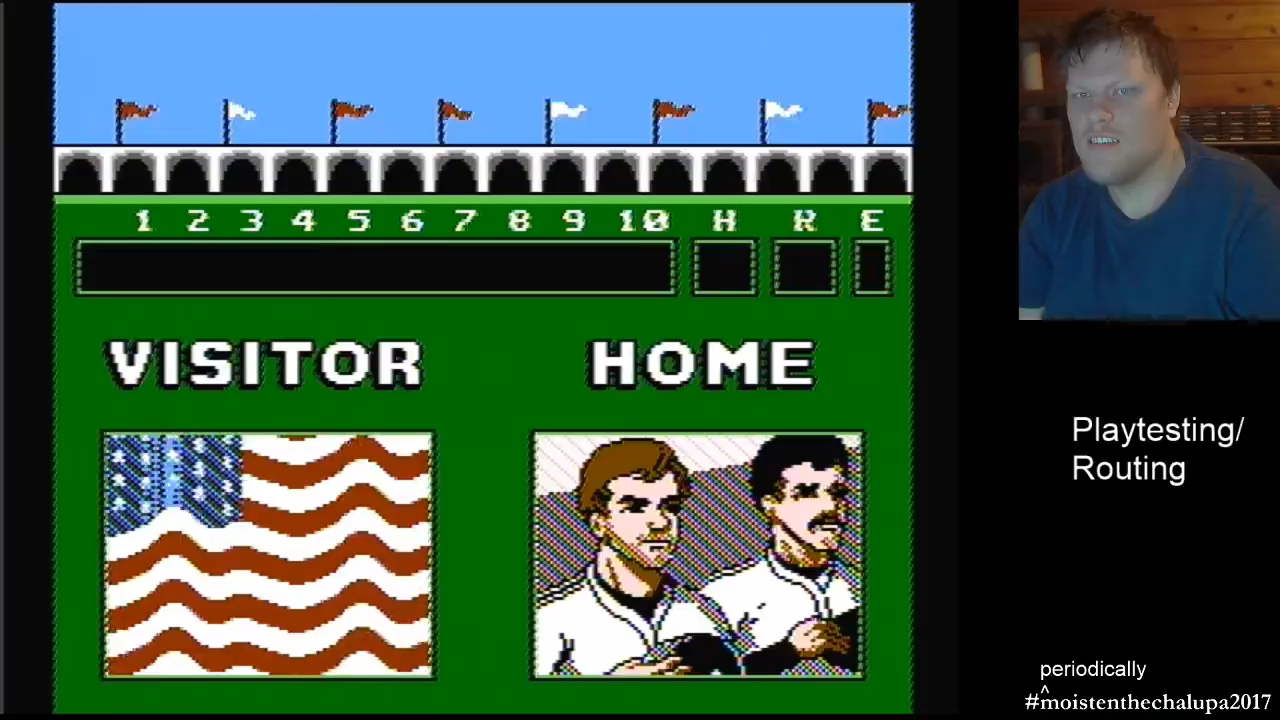 1 2 3 4 5 6 7 8 9 10 H R E
VISITOR HOME
Playtesting/
Routing
periodically
^
#moistenthechalupa2017